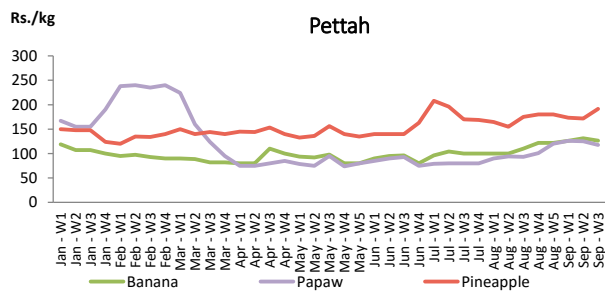 Rs./kg
Pettah
300
250
200
150
100
50
0
Jan - W1
Jan - W2
Jan - W3
Jan - W4
Feb - W1
Feb - W2
Feb - W3
Feb - W4
Mar - W1
Mar - W2
Mar - W3
Mar - W4
Apr - W1
Apr - W2
Apr - W3
Apr - W4
May - W1
May - W2
May - W3
May - W4
May - W5
Jun - W1
Jun - W2
Jun - W3
Jun - W4
Jul - W1
Jul - W2
Jul - W3
Jul - W4
Aug - W1
Aug - W2
Aug - W3
Aug - W4
Aug - W5
Sep - W1
Sep - W2
Sep - W3
Banana
Papaw
Pineapple